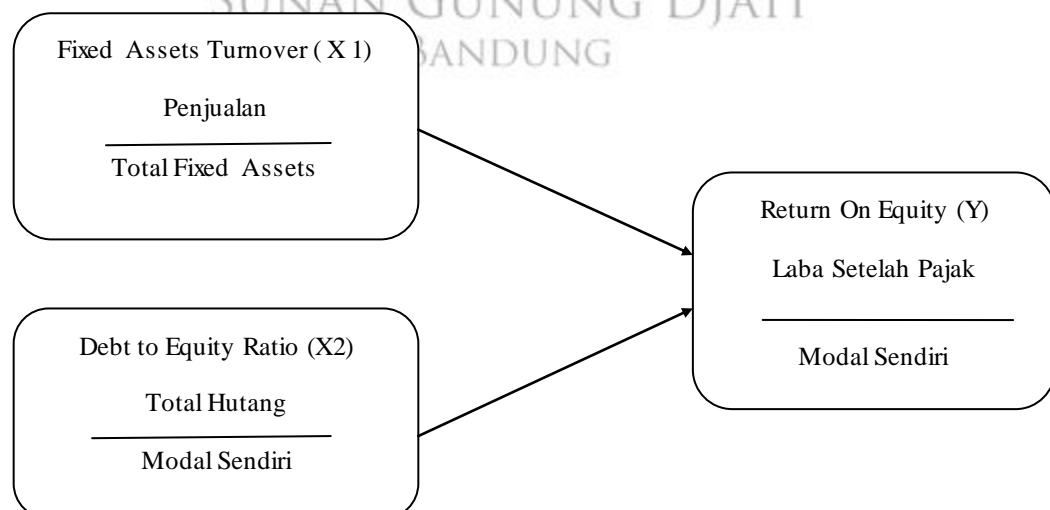 SUNAN GUNUNG DJATI
BANDUNG
Fixed Assets Turnover ( X 1)
Penjualan
Total Fixed Assets
Debt to Equity Ratio (X2)
Total Hutang
Modal Sendiri
Return On Equity (Y)
Laba Setelah Pajak
Modal Sendiri